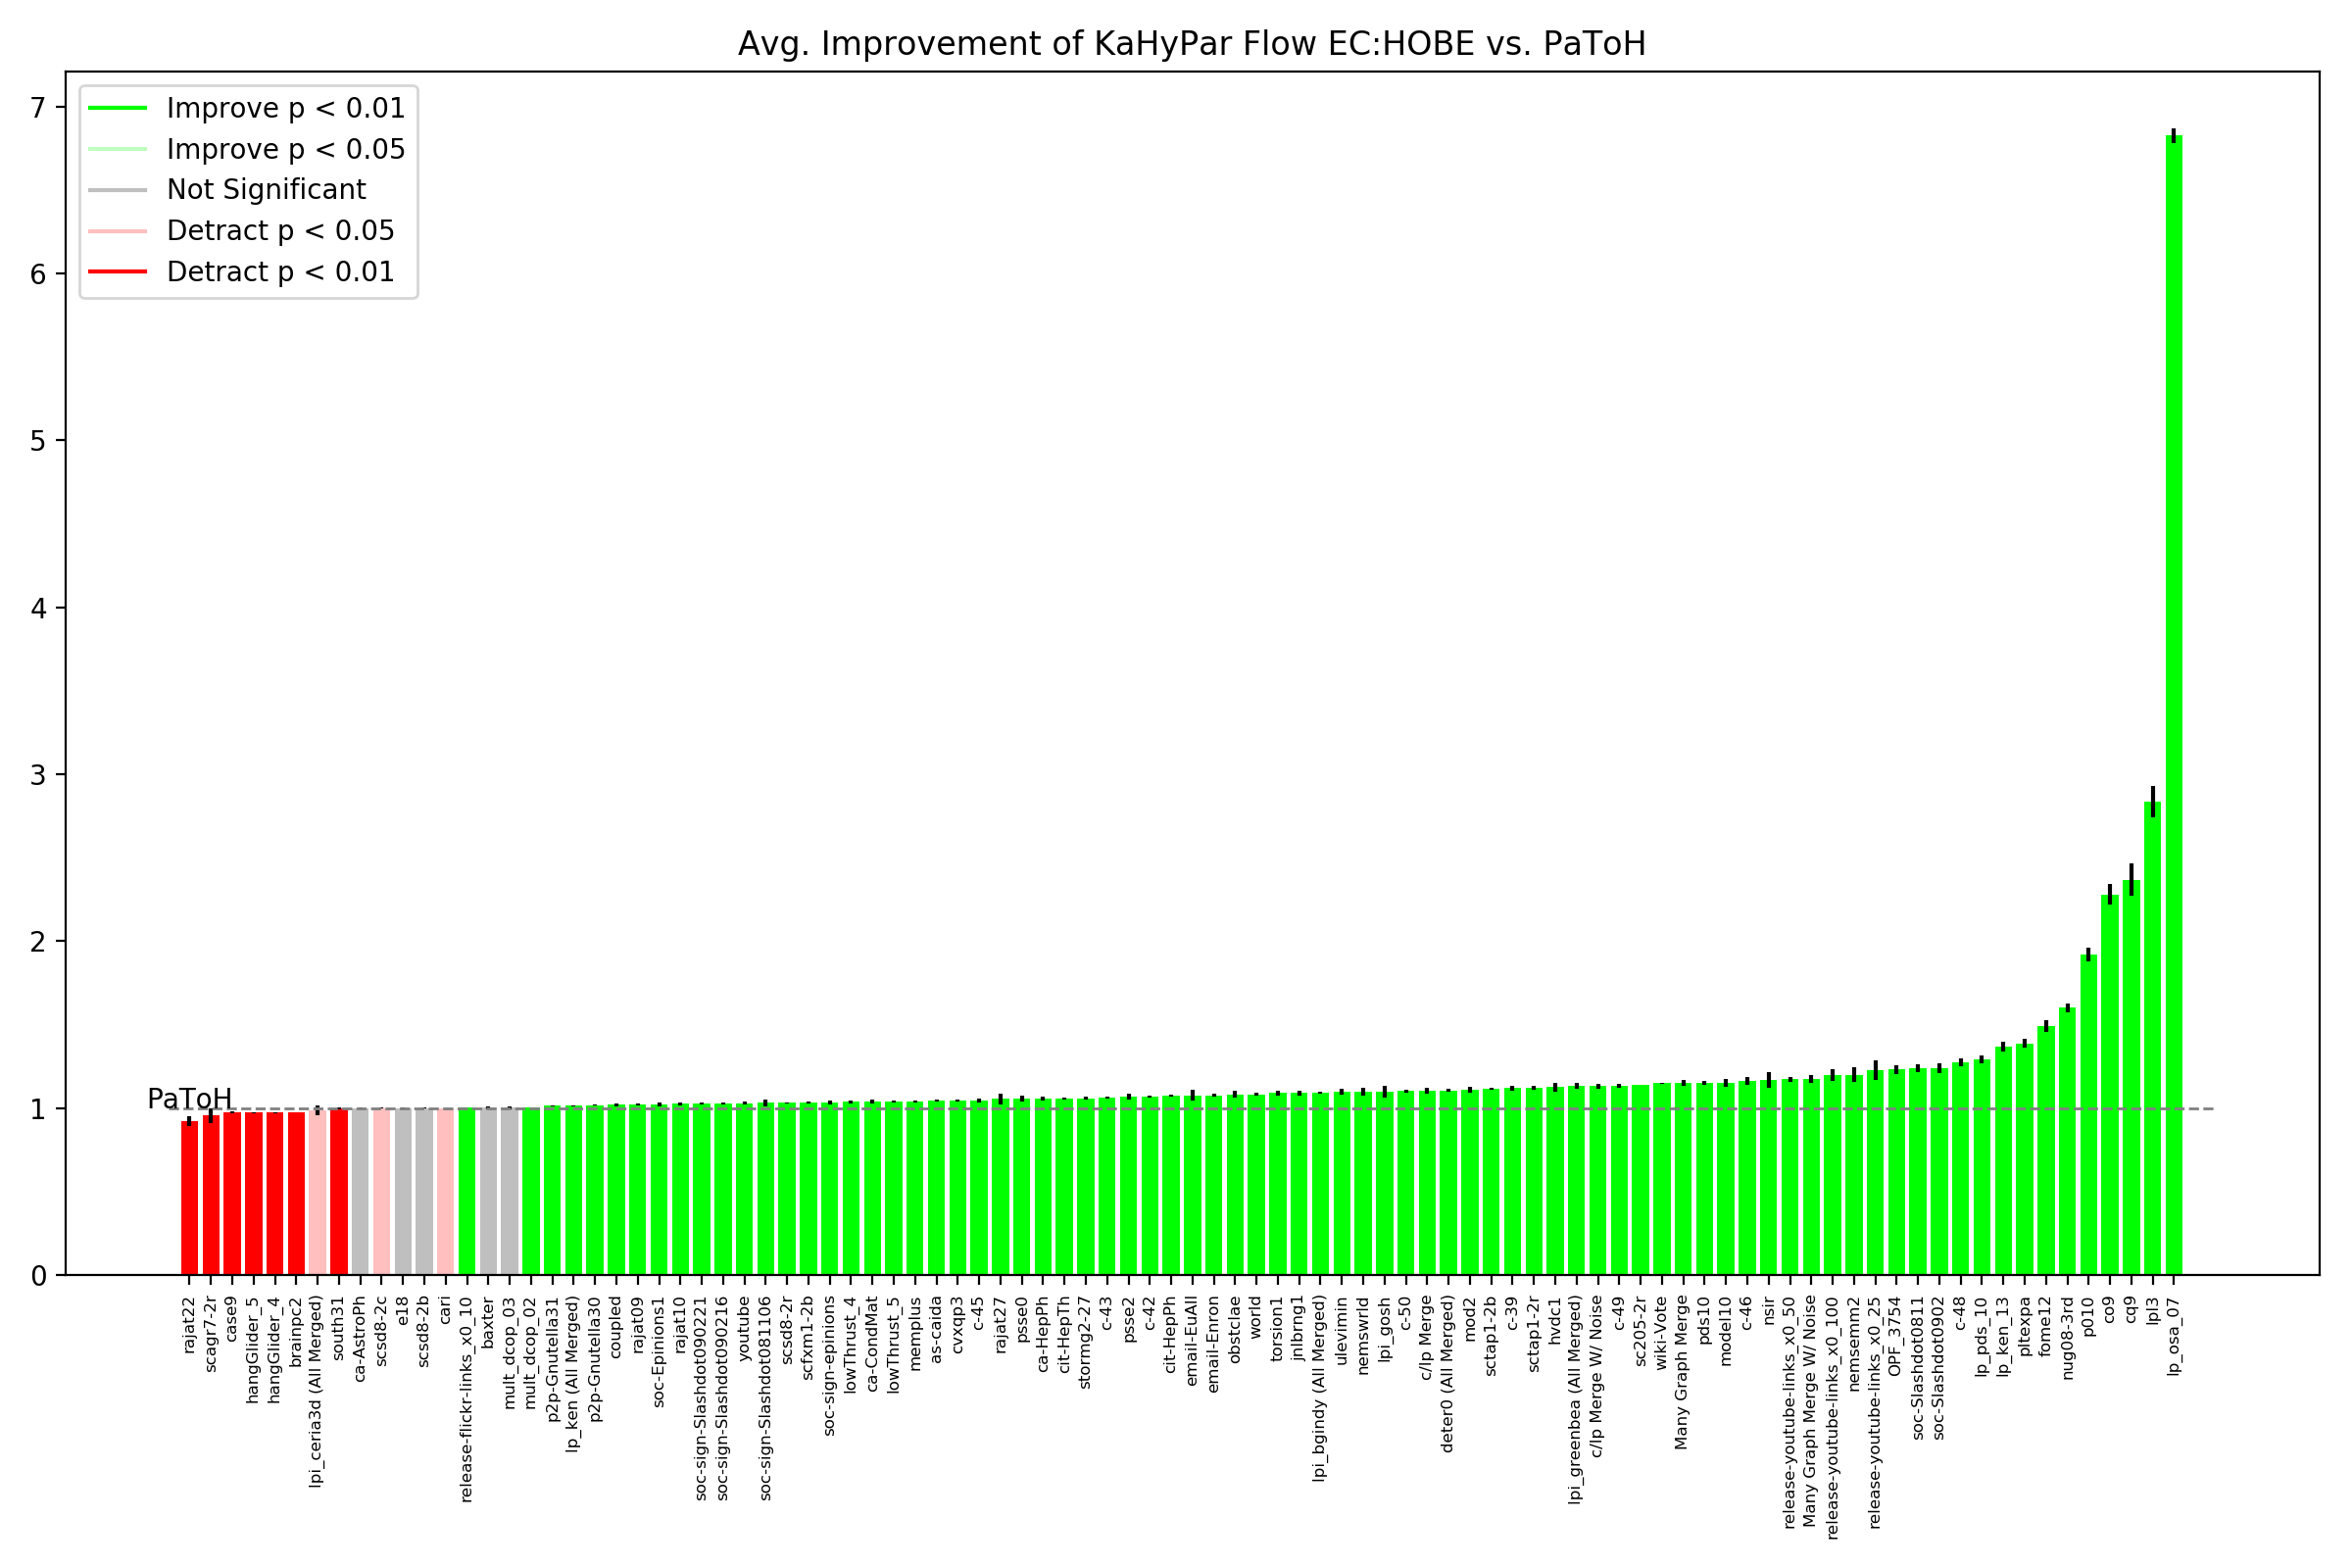 Avg. Improvement of KaHyPar Flow EC:HOBE vs. PaToH
7
6
5
4
3
2
1
0
Improve p < 0.01
Improve p < 0.05
Not Significant
Detract p < 0.05
Detract p < 0.01
PaToH
rajat22
scagr7-2r
case9
hangGlider_5
hangGlider_4
brainpc2
lpi_ceria3d (All Merged)
south31
ca-AstroPh
scsd8-2c
e18
scsd8-2b
cari
release-flickr-links_x0_10
baxter
mult_dcop_03
mult_dcop_02
p2p-Gnutella31
lp_ken (All Merged)
p2p-Gnutella30
coupled
rajat09
soc-Epinions1
rajat10
soc-sign-Slashdot090221
soc-sign-Slashdot090216
youtube
soc-sign-Slashdot081106
scsd8-2r
scfxm1-2b
soc-sign-epinions
lowThrust_4
ca-CondMat
lowThrust_5
memplus
as-caida
cvxqp3
c-45
rajat27
psse0
ca-HepPh
cit-HepTh
stormg2-27
c-43
psse2
c-42
cit-HepPh
email-EuAll
email-Enron
obstclae
world
torsion1
jnlbrng1
lpi_bgindy (All Merged)
ulevimin
nemswrld
lpi_gosh
c-50
c/lp Merge
deter0 (All Merged)
mod2
sctap1-2b
c-39
sctap1-2r
hvdc1
lpi_greenbea (All Merged)
c/lp Merge W/ Noise
c-49
sc205-2r
wiki-Vote
Many Graph Merge
pds10
model10
c-46
nsir
release-youtube-links_x0_50
Many Graph Merge W/ Noise
release-youtube-links_x0_100
nemsemm2
release-youtube-links_x0_25
OPF_3754
soc-Slashdot0811
soc-Slashdot0902
c-48
lp_pds_10
lp_ken_13
pltexpa
fome12
nug08-3rd
p010
co9
cq9
lpl3
lp_osa_07